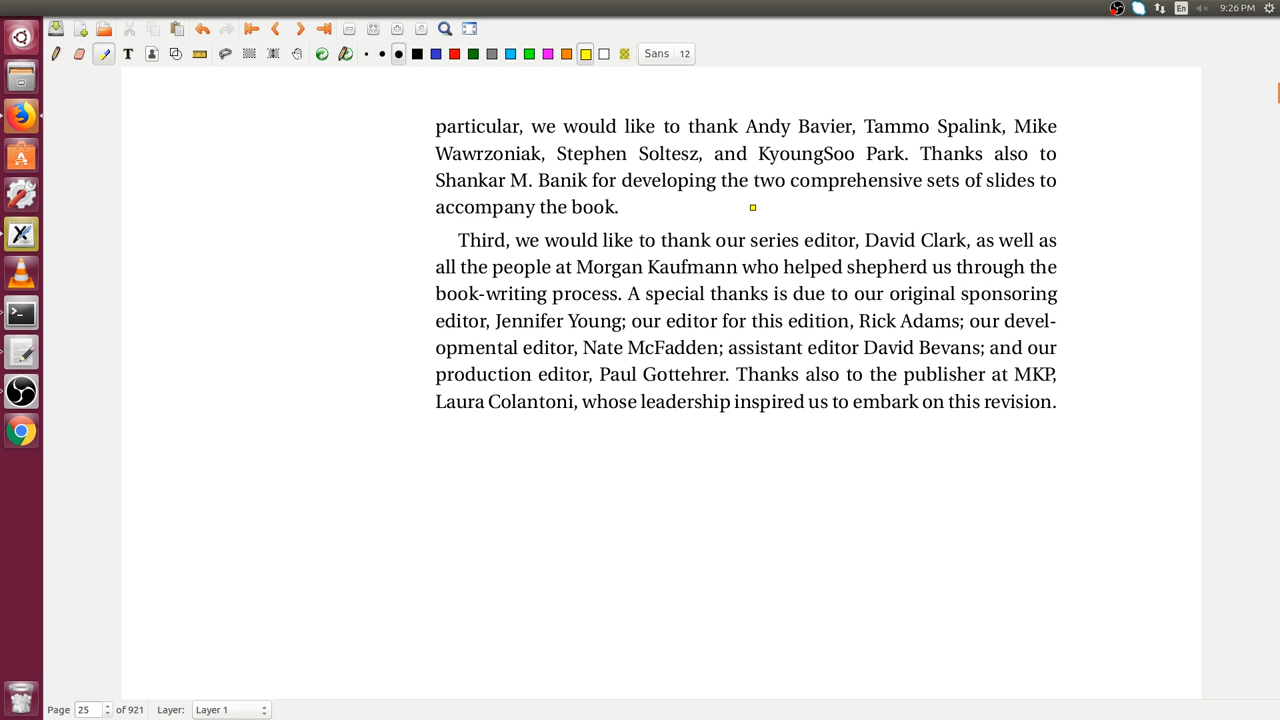 En
9:26 PM
T
Sans 12
particular, we would like to thank Andy Bavier, Tammo Spalink, Mike
Wawrzoniak, Stephen Soltesz, and KyoungSoo Park. Thanks also to
Shankar M. Banik for developing the two comprehensive sets of slides to
accompany the book.
Third, we would like to thank our series editor, David Clark, as well as
all the people at Morgan Kaufmann who helped shepherd us through the
book-writing process. A special thanks is due to our original sponsoring
editor, Jennifer Young; our editor for this edition, Rick Adams; our devel-
opmental editor, Nate McFadden; assistant editor David Bevans; and our
production editor, Paul Gottehrer. Thanks also to the publisher at MKP,
Laura Colantoni, whose leadership inspired us to embark on this revision.
Page 25 of 921 Layer: Layer 1